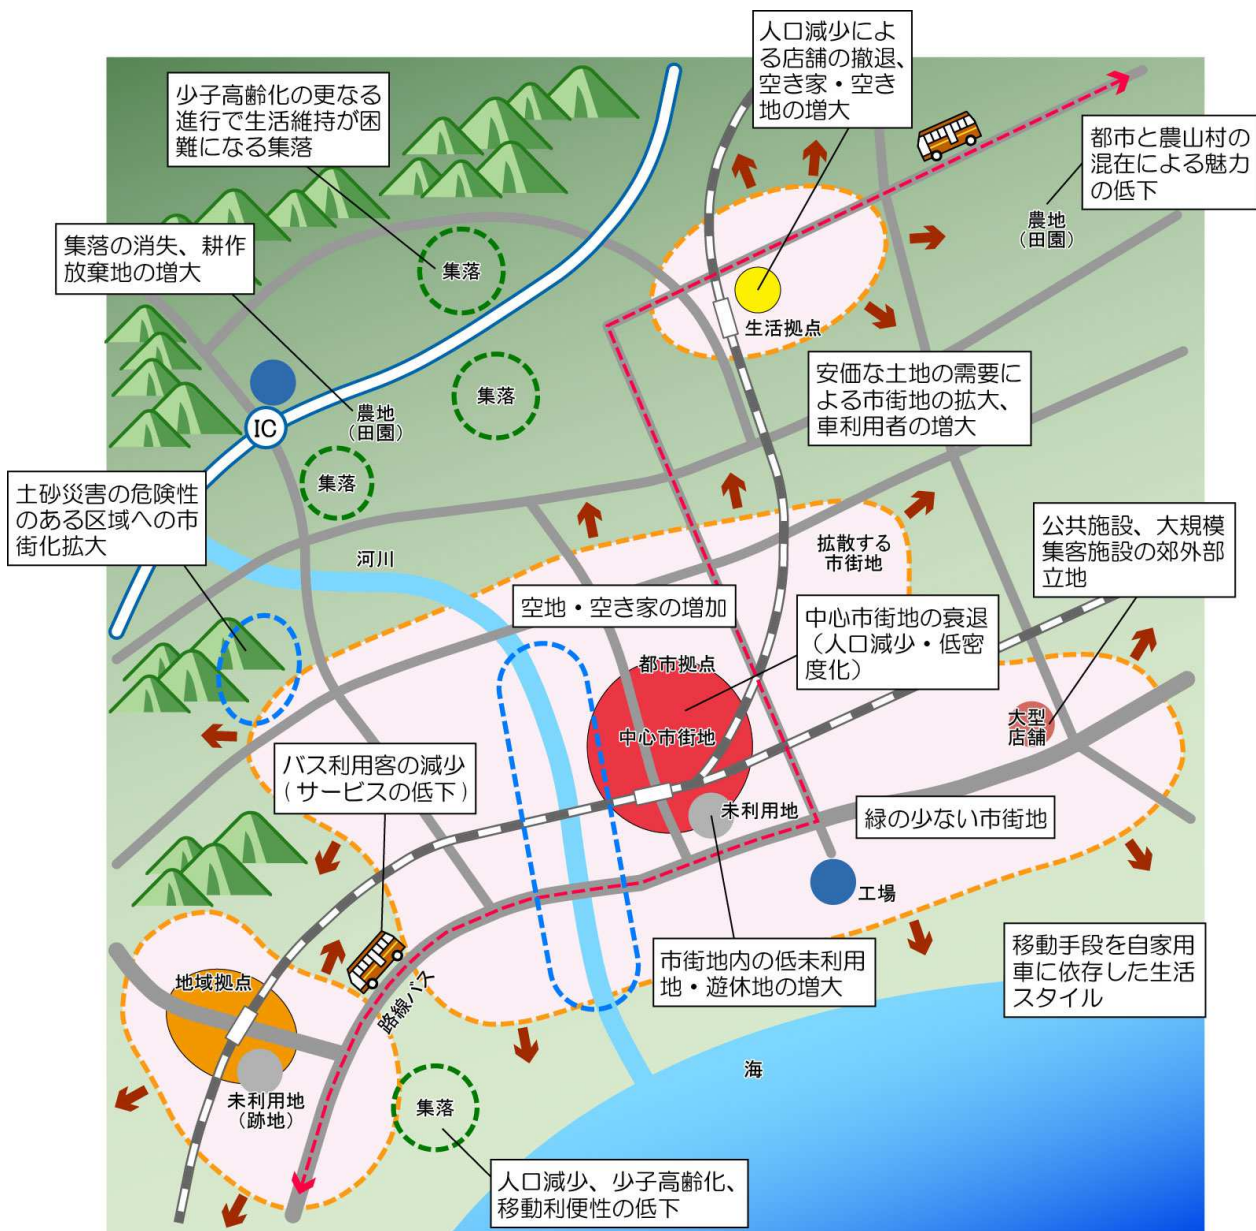 人口減少によ
る店舗の撤退、
空き家・空き
地の増大
少子高齢化の更なる
進行で生活維持が困
難になる集落
都市と農山村の
混在による魅力
の低下
農地
（田園）
集落の消失、耕作
放棄地の増大
集落
生活拠点
安価な土地の需要に
よる市街地の拡大、
車利用者の増大
集落
農地
（田園）
IC
集落
土砂災害の危険性
のある区域への市
街化拡大
河川
拡散する
市街地
公共施設、大規模
集客施設の郊外部
立地
空地・空き家の増加
中心市街地の衰退
（人口減少・低密
度化）
都市拠点
中心市街地
大型
店舗
バス利用客の減少
(サービスの低下)
未利用地
緑の少ない市街地
工場
市街地内の低未利用
地・遊休地の増大
移動手段を自家用
車に依存した生活
スタイル
地域拠点
路線バス
海
未利用地
（跡地）
集落
人口減少、少子高齢化、
移動利便性の低下